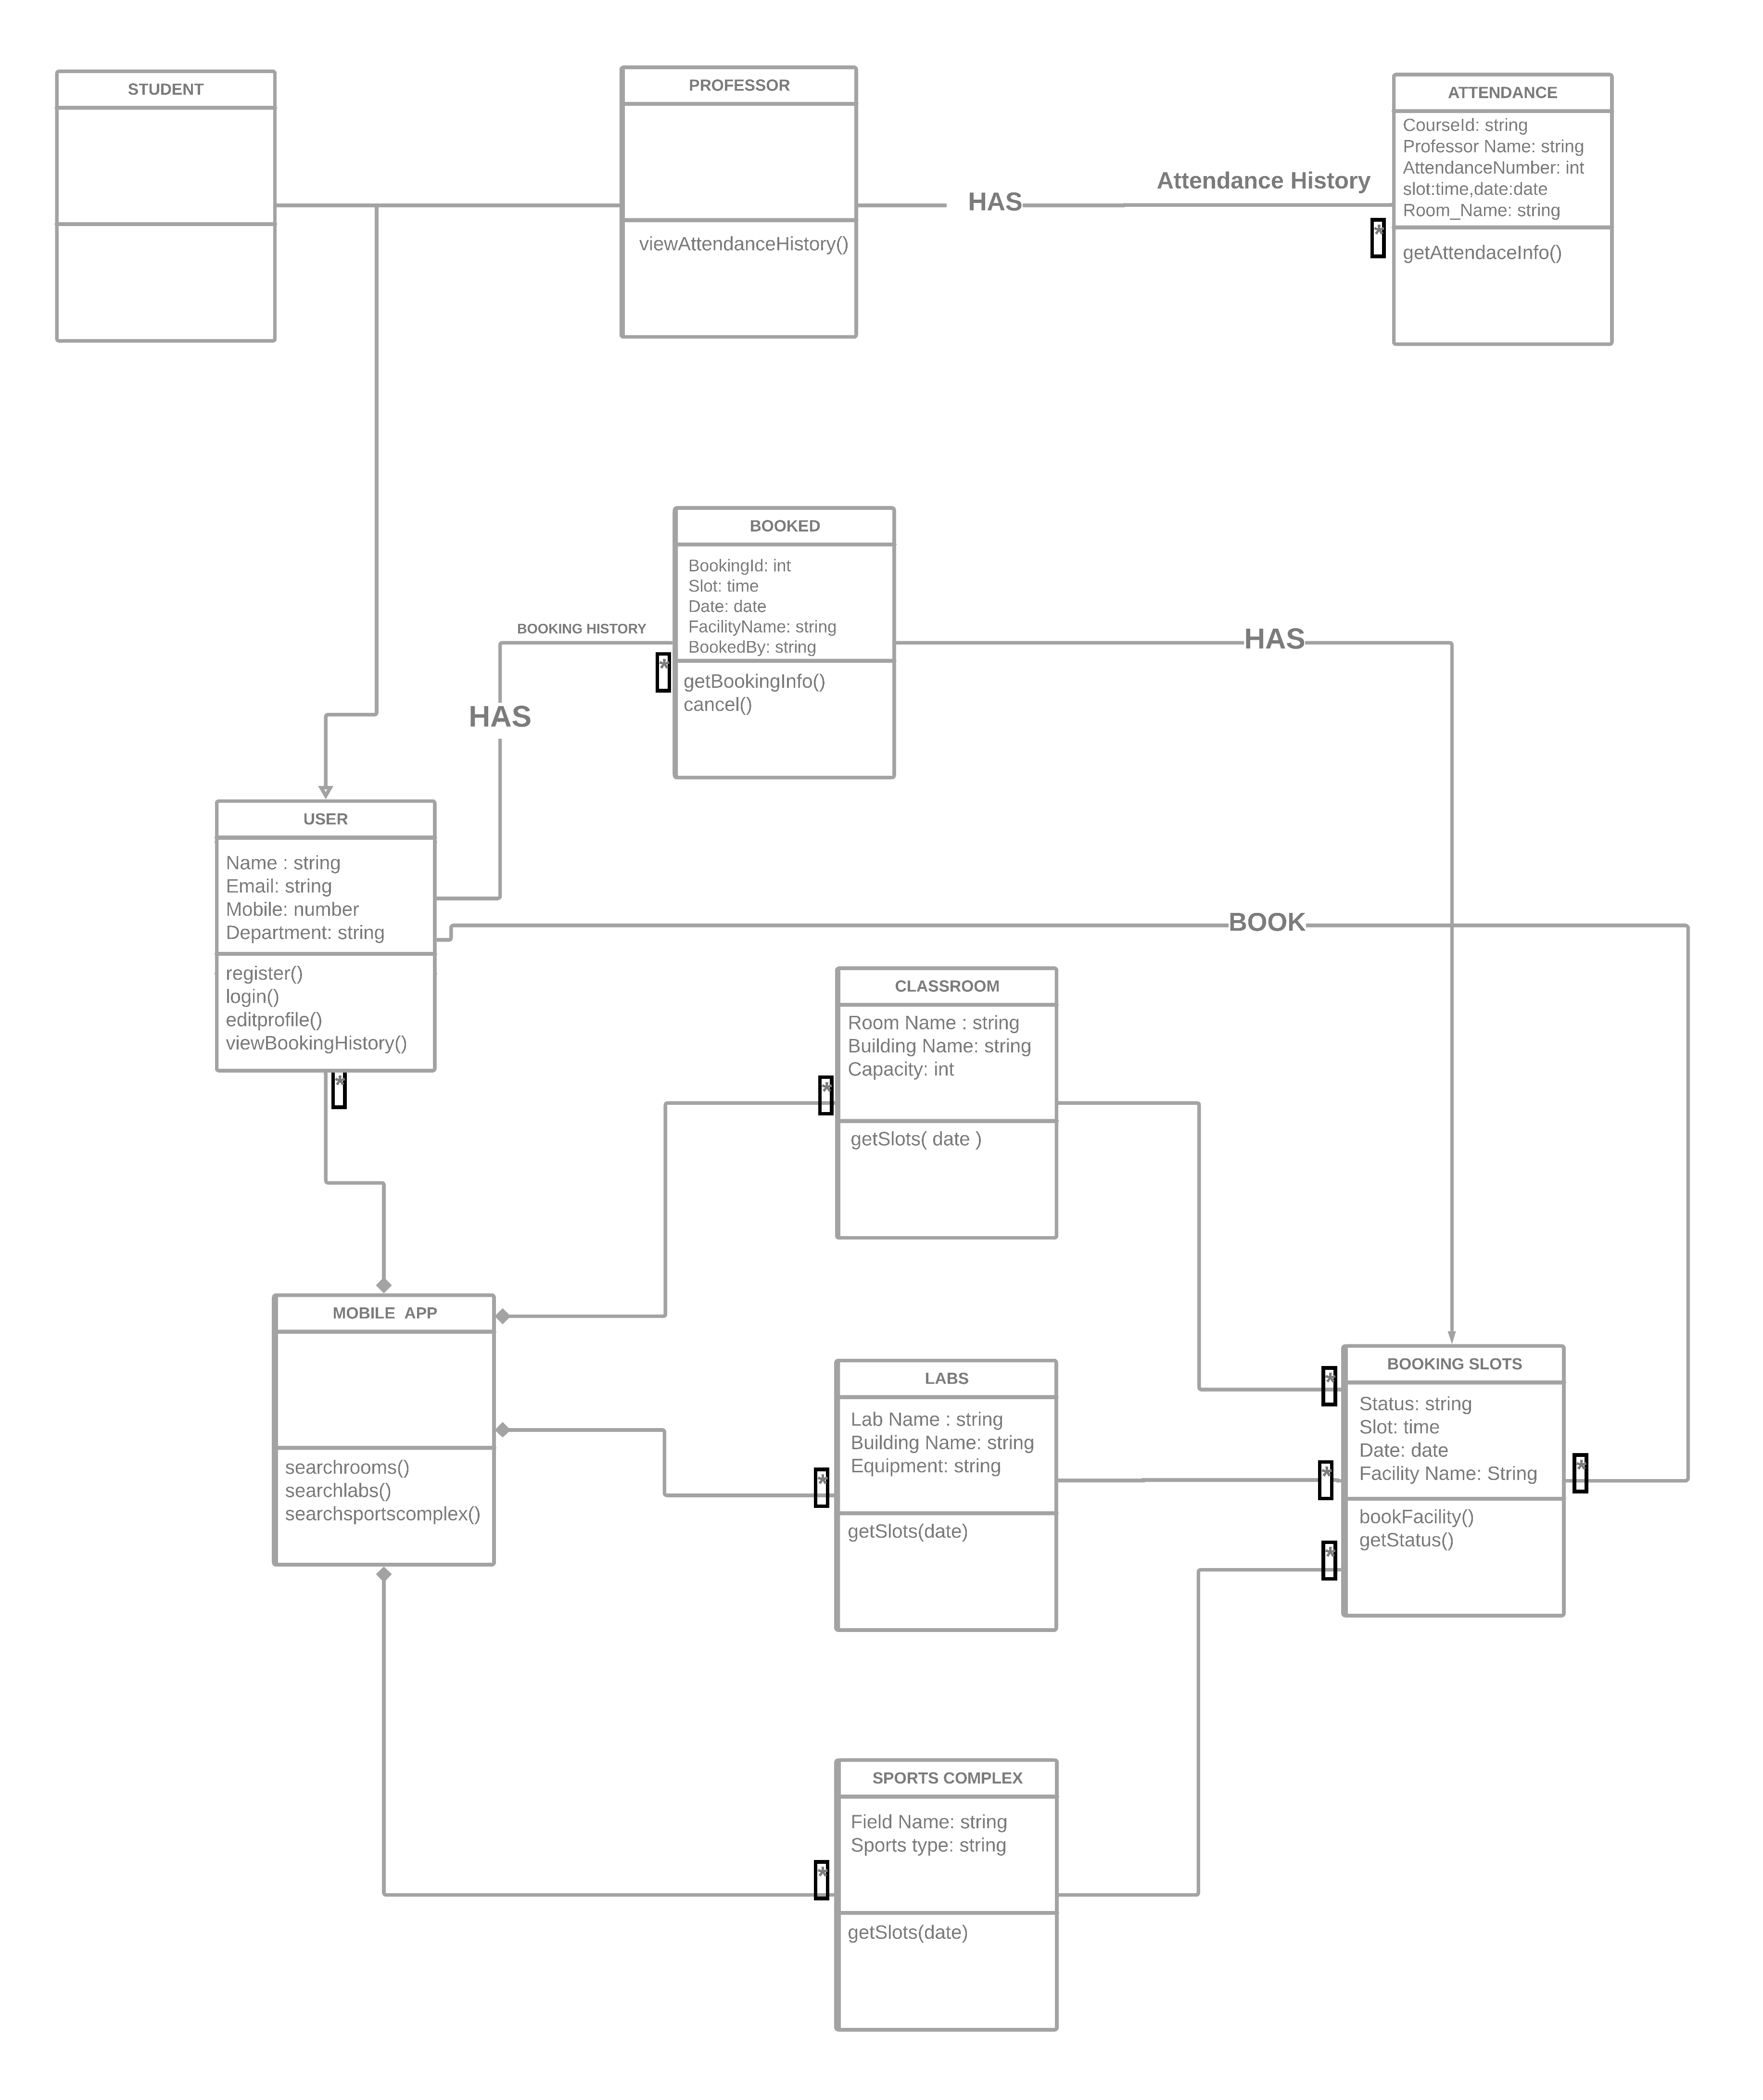 STUDENT
PROFESSOR
viewAttendanceHistory()
HAS
Attendance History
*
ATTENDANCE
CourseId: string
Professor Name: string
AttendanceNumber: int
slot:time,date:date
Room_Name: string
getAttendaceInfo()
BOOKED
BookingId: int
Slot: time
Date: date
FacilityName: string
BookedBy: string
getBookingInfo()
cancel()
BOOKING HISTORY
*
HAS
HAS
USER
Name : string
Email: string
Mobile: number
Department: string
register()
login()
editprofile()
viewBookingHistory()
*
BOOK
CLASSROOM
Room Name : string
Building Name: string
Capacity: int
getSlots( date )
*
MOBILE  APP
searchrooms()
searchlabs()
searchsportscomplex()
LABS
Lab Name : string
Building Name: string
Equipment: string
getSlots(date)
*
BOOKING SLOTS
Status: string
Slot: time
Date: date
Facility Name: String
bookFacility()
getStatus()
*
*
*
*
SPORTS COMPLEX
Field Name: string
Sports type: string
getSlots(date)
*